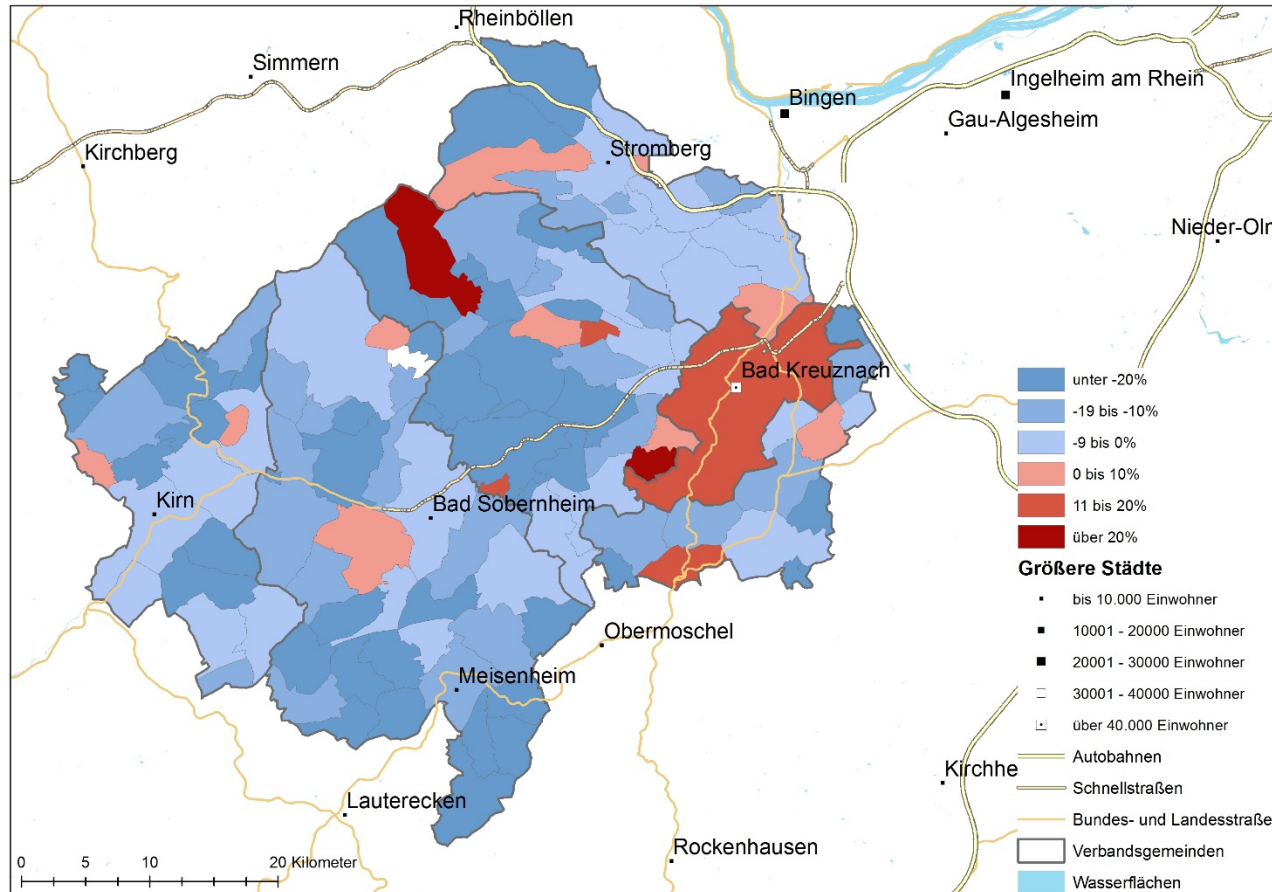 Rheinböllen
Simmern
Ingelheim am Rhein
Bingen
Gau-Algesheim
Kirchberg
Stromberg
Nieder-Olm
Bad Kreuznach
Kirn
Bad Sobernheim
Obermoschel
Meisenheim
Kirchhe
Lauterecken
Rockenhausen
unter -20%
-19 bis -10%
-9 bis 0%
0 bis 10%
11 bis 20%
über 20%
Größere Städte
bis 10.000 Einwohner
10001 - 20000 Einwohner
20001 - 30000 Einwohner
30001 - 40000 Einwohner
über 40.000 Einwohner
Autobahnen
Schnellstraßen
Bundes- und Landesstraße
Verbandsgemeinden
Wasserflächen
0 5 10 20 Kilometer